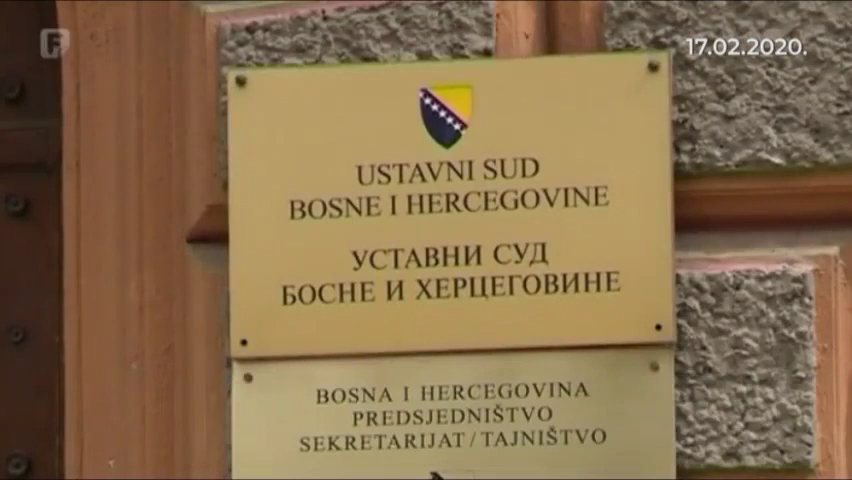 17.02.2020.
USTAVNI SUD
BOSNE I HERCEGOVINE
УСТАВНИ СУД
БОСНЕ И ХЕРЦЕГОВИНЕ
BOSNA I HERCEGOVINA
PREDSJEDNIŠTVO
SEKRETARIJAT/TAJNIŠTVO